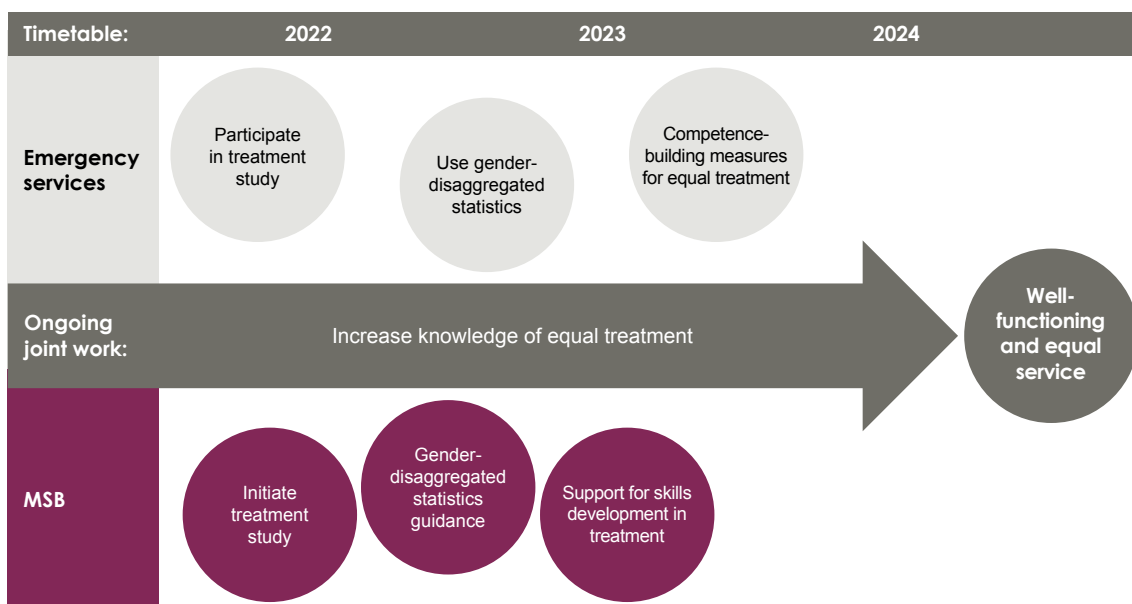 Timetable: 2022 2023 2024
Emergency
services
Participate
in treatment
study
Use gender-
disaggregated
statistics
Competence-
building measures
for equal treatment
Ongoing
joint work:
Increase knowledge of equal treatment
Well-
functioning
and equal
service
MSB
Initiate
treatment
study
Gender-
disaggregated
statistics
guidance
Support for skills
development in
treatment